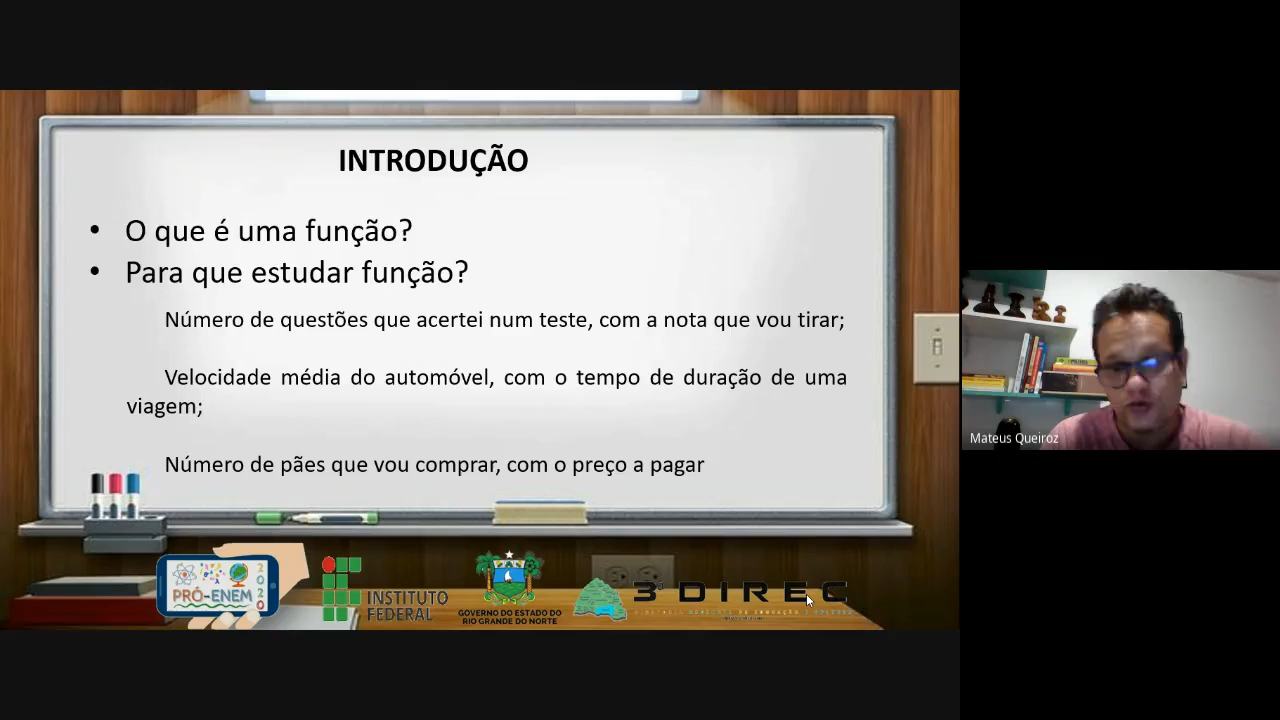 INTRODUÇÃO
• O que é uma função?
• Para que estudar função?
Número de questões que acertei num teste, com a nota que vou tirar;
Velocidade média do automóvel, com o tempo de duração de uma
viagem;
Número de pães que vou comprar, com o preço a pagar
Mateus Queiroz
PRÓ-ENEM
2020
INSTITUTO
FEDERAL
GOVERNO DO ESTADO DO
RIO GRANDE DO NORTE
3ª DIREC